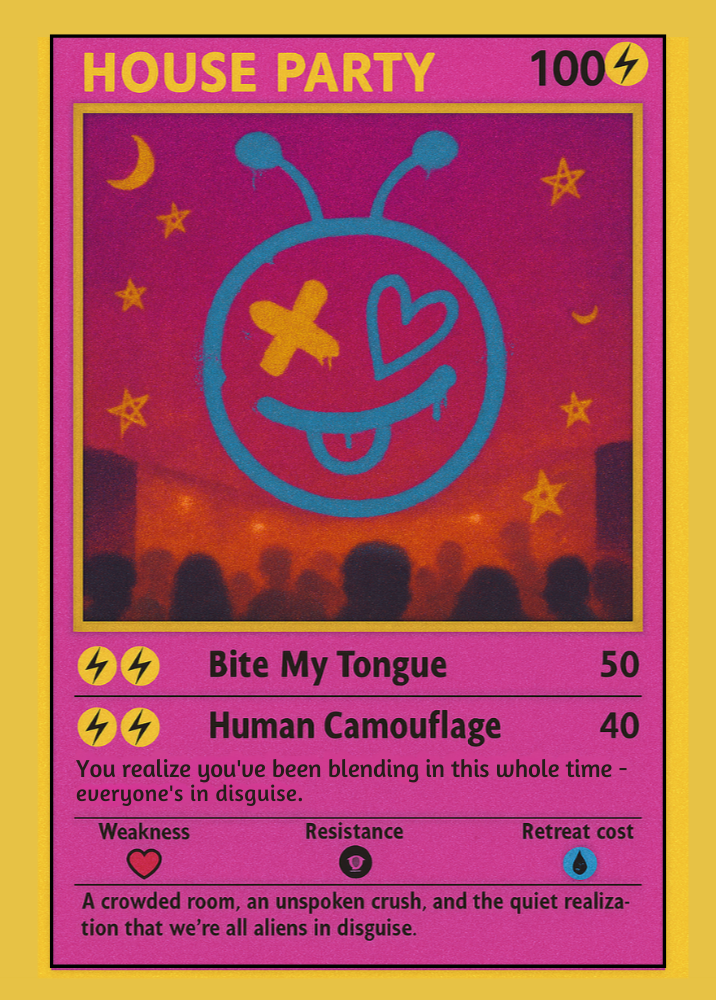 HOUSE PARTY 100
Bite My Tongue 50
Human Camouflage 40
You realize you've been blending in this whole time -
everyone's in disguise.
Weakness Resistance Retreat cost
A crowded room, an unspoken crush, and the quiet realiza-
tion that we’re all aliens in disguise.